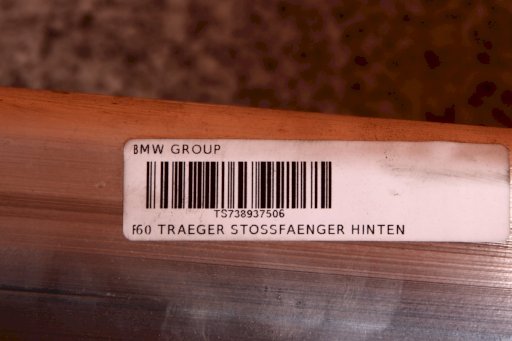 BMW GROUP
TS738937506
F60 TRAEGER STOSSFAENGER HINTEN